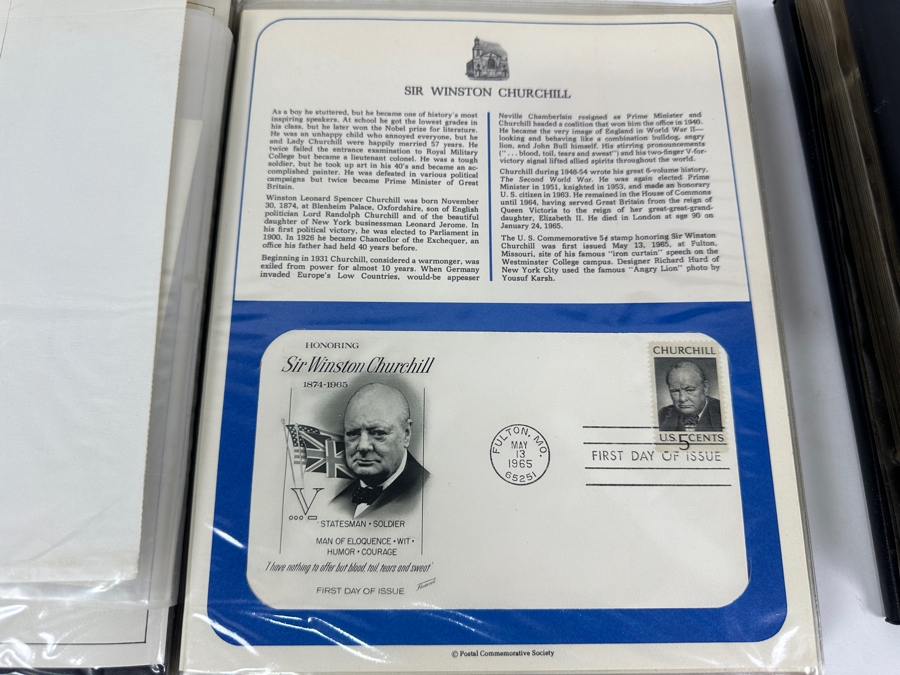 SIR WINSTON CHURCHILL
As a boy he stuttered, but he became one of history's most
inspiring speakers. At school he got the lowest grades in
his class, but he later won the Nobel prize for literature.
He was an unhappy child who annoyed everyone, but he
and Lady Churchill were happily married 57 years. He
twice failed the entrance examination to Royal Military
College but became a lieutenant colonel. He was a tough
soldier, but he took up art in his 40's and became an ac-
complished painter. He was defeated in various political
campaigns but twice became Prime Minister of Great
Britain.
Winston Leonard Spencer Churchill was born November
30, 1874, at Blenheim Palace, Oxfordshire, son of English
politician Lord Randolph Churchill and of the beautiful
daughter of New York businessman Leonard Jerome. In
his first political victory, he was elected to Parliament in
1900. In 1926 he became Chancellor of the Exchequer, an
office his father had held 40 years before.
Beginning in 1931 Churchill, considered a warmonger, was
exiled from power for almost 10 years. When Germany
invaded Europe's Low Countries, would-be appeaser
Neville Chamberlain resigned as Prime Minister and
Churchill headed a coalition that won him the office in 1940.
He became the very image of England in World War II—
looking and behaving like a combination bulldog, angry
lion, and John Bull himself. His stirring pronouncements
("...blood, toil, tears and sweat") and his two-finger V-for-
victory signal lifted allied spirits throughout the world.
Churchill during 1948-54 wrote his great 6-volume history,
The Second World War. He was again elected Prime
Minister in 1951, knighted in 1953, and made an honorary
U.S. citizen in 1963. He remained in the House of Commons
until 1964, having served Great Britain from the reign of
Queen Victoria to the reign of her great-great-grand-
daughter, Elizabeth II. He died in London at age 90 on
January 24, 1965.
The U.S. Commemorative 5¢ stamp honoring Sir Winston
Churchill was first issued May 13, 1965, at Fulton,
Missouri, site of his famous "iron curtain" speech on the
Westminster College campus. Designer Richard Hurd of
New York City used the famous "Angry Lion" photo by
Yousuf Karsh.
HONORING
Sir Winston Churchill
1874-1965
V
...—
STATESMAN • SOLDIER
MAN OF ELOQUENCE • WIT •
HUMOR • COURAGE
'I have nothing to offer but blood, toil, tears and sweat'
FIRST DAY OF ISSUE
FULTON, MO.
MAY
13
1965
65251
CHURCHILL
U.S. 5 CENTS
FIRST DAY OF ISSUE
© Postal Commemorative Society